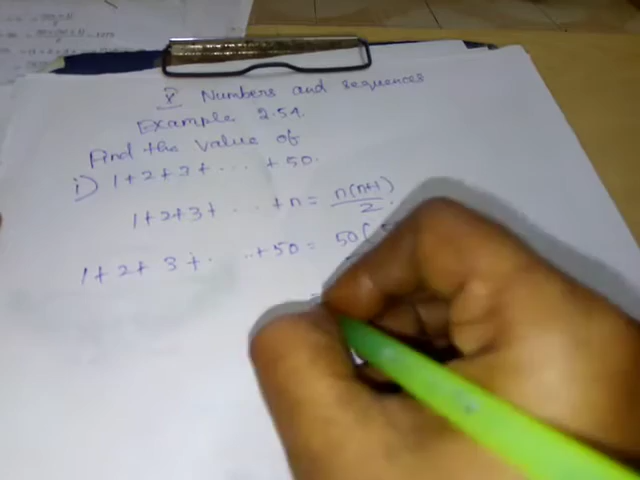 X Numbers and sequences
Example 2.54.
Find the value of
i) 1+2+3+ ... +50.
1+2+3+ ... +n = n(n+1)/2.
1+2+3+ ... +50 = 50(